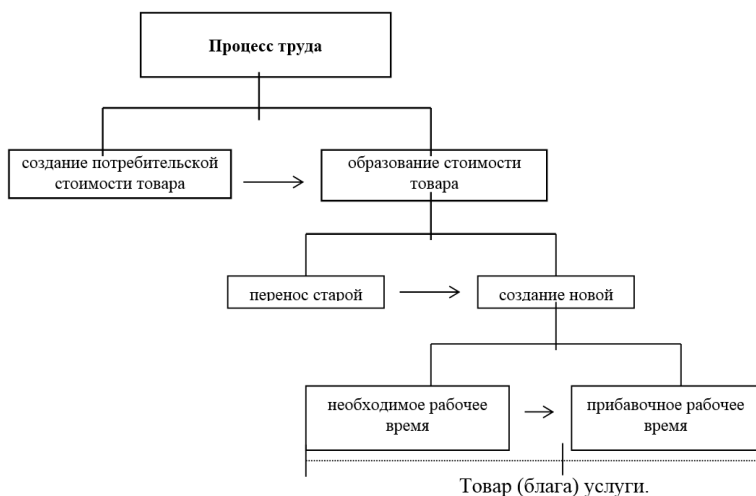 Процесс труда
создание потребительской
стоимости товара
образование стоимости
товара
перенос старой
создание новой
необходимое рабочее
время
прибавочное рабочее
время
Товар (блага) услуги.